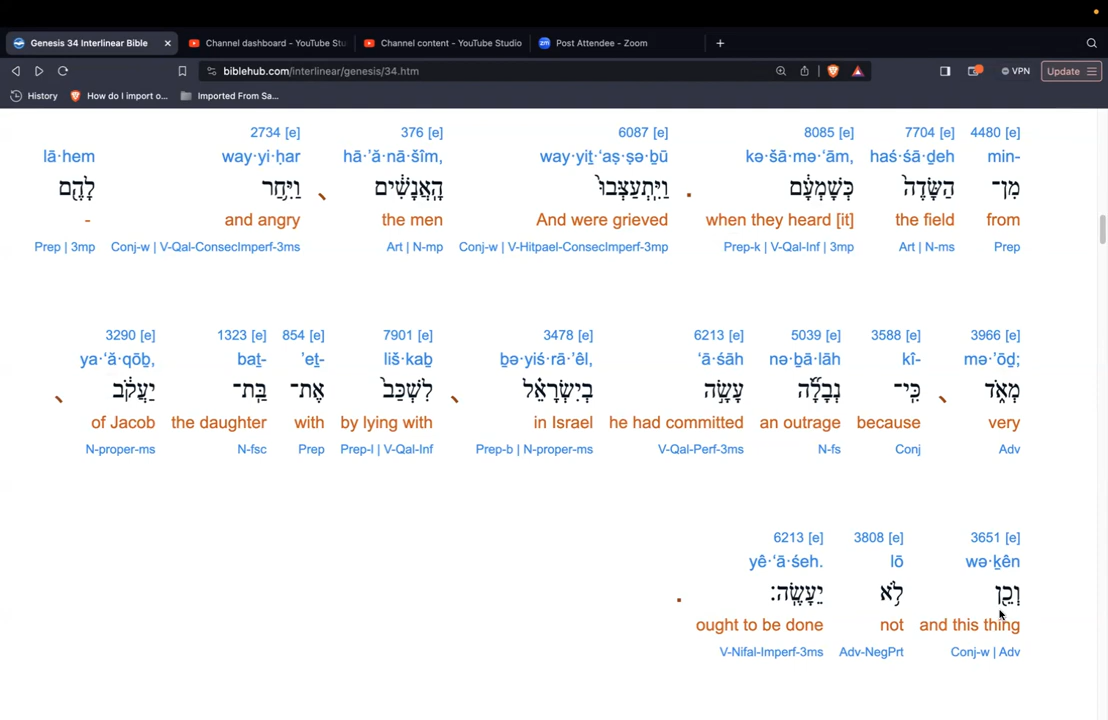 Genesis 34 Interlinear Bible × Channel dashboard - YouTube Stu Channel content - YouTube Studio zm Post Attendee - Zoom +
biblehub.com/interlinear/genesis/34.htm VPN Update
History How do I import o... Imported From Sa...
4480 [e] 7704 [e] 8085 [e] 6087 [e] 376 [e] 2734 [e]
min- haś·śā·ḏeh kə·šā·mə·‘ām, way·yiṯ·‘aṣ·ṣə·ḇū hā·’ă·nā·šîm, way·yi·ḥar lā·hem
מִן־ הַשָּׂדֶה֙ כְּשָׁמְעָ֔ם . וַיִּֽתְעַצְּבוּ֙ הָֽאֲנָשִׁ֔ים 、 וַיִּ֥חַר לָהֶ֖ם
from the field when they heard [it] And were grieved the men and angry -
Prep Art | N-ms Prep-k | V-Qal-Inf | 3mp Conj-w | V-Hitpael-ConsecImperf-3mp Art | N-mp Conj-w | V-Qal-ConsecImperf-3ms Prep | 3mp
3966 [e] 3588 [e] 5039 [e] 6213 [e] 3478 [e] 7901 [e] 854 [e] 1323 [e] 3290 [e]
mə·’ōḏ; kî- nə·ḇā·lāh ‘ā·śāh ḇə·yiś·rā·’êl, liš·kaḇ ’eṯ- baṯ- ya·‘ă·qōḇ,
מְאֹ֑ד 、 כִּֽי־ נְבָלָ֞ה עָשָׂ֣ה בְיִשְׂרָאֵ֗ל 、 לִשְׁכַּב֙ אֶת־ בַּֽת־ יַעֲקֹ֔ב 、
very because an outrage he had committed in Israel by lying with with the daughter of Jacob
Adv Conj N-fs V-Qal-Perf-3ms Prep-b | N-proper-ms Prep-l | V-Qal-Inf Prep N-fsc N-proper-ms
3651 [e] 3808 [e] 6213 [e]
wə·ḵên lō yê·‘ā·śeh.
וְכֵ֖ן לֹ֥א יֵעָשֶֽׂה׃ .
and this thing not ought to be done
Conj-w | Adv Adv-NegPrt V-Nifal-Imperf-3ms